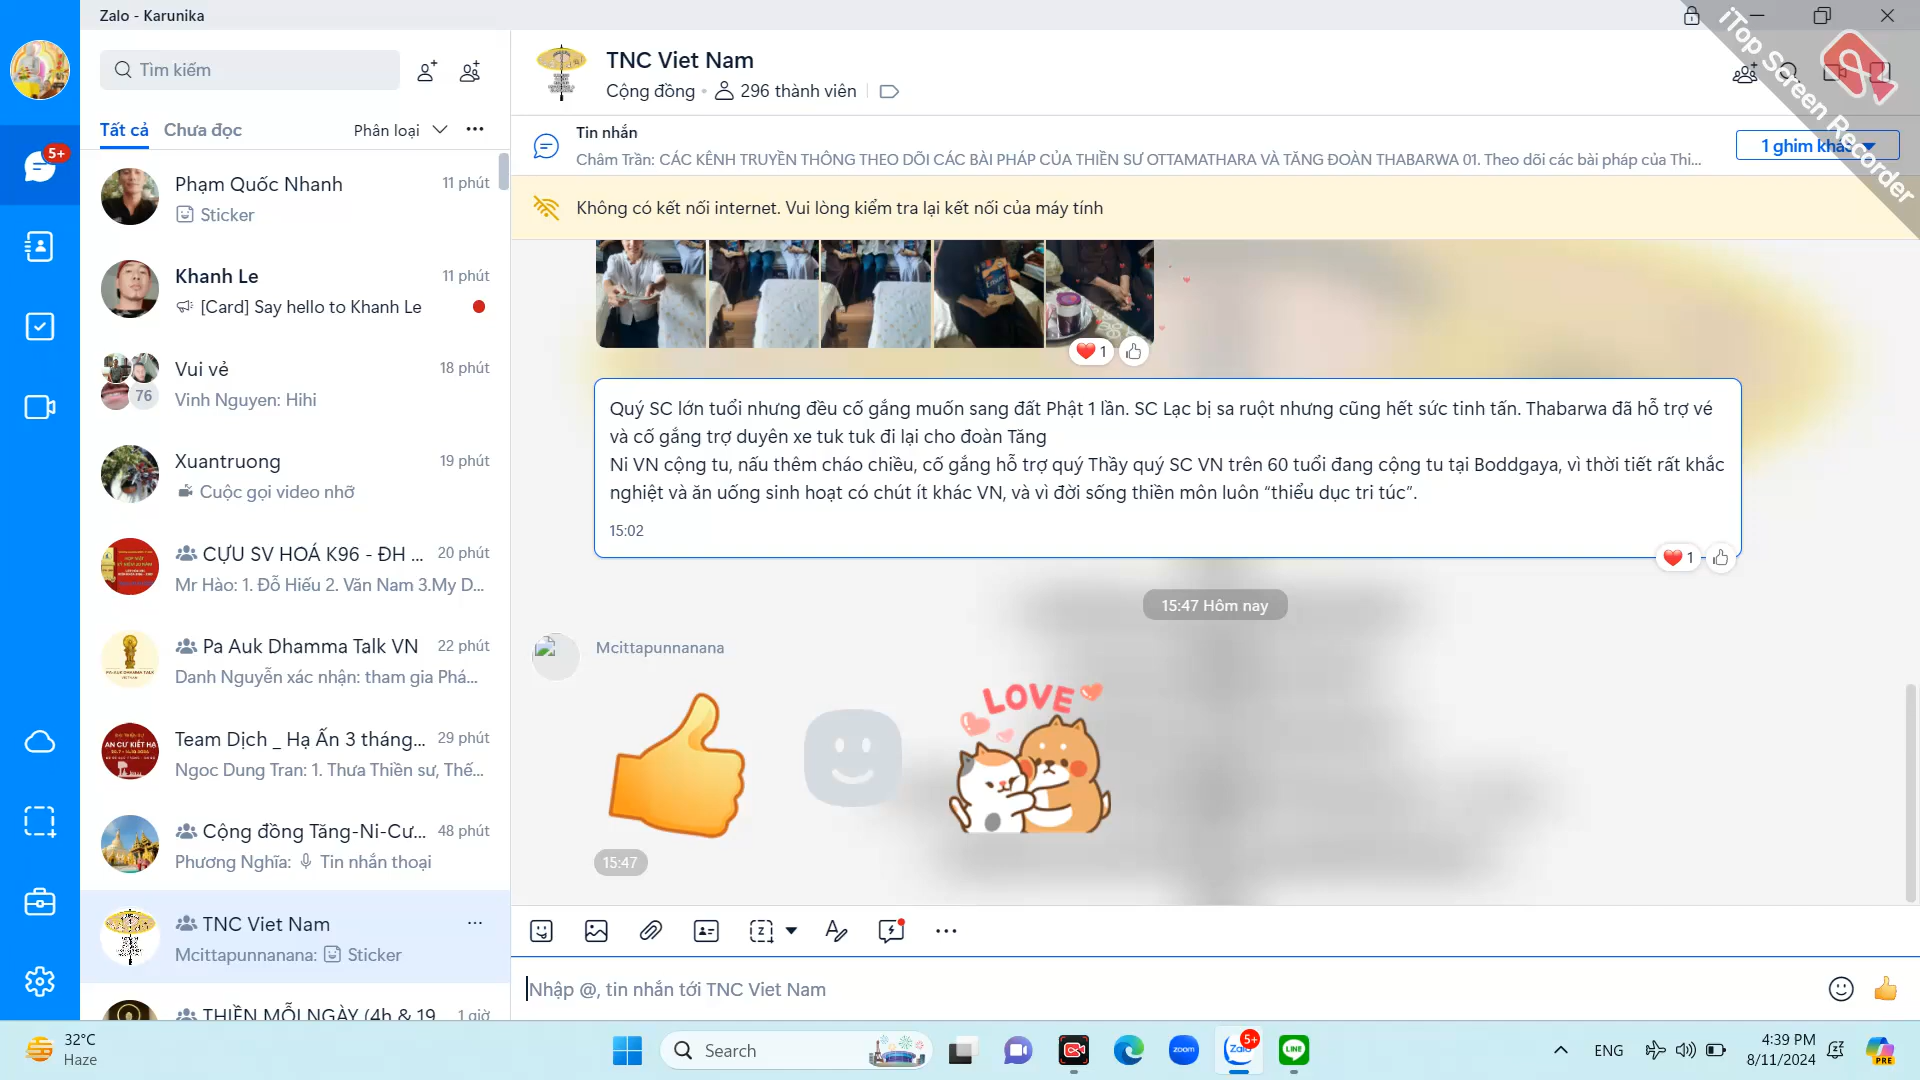 Zalo - Karunika
Tìm kiếm
Tất cả
Chưa đọc
Phân loại
5+
Phạm Quốc Nhanh
11 phút
Sticker
Khanh Le
11 phút
[Card] Say hello to Khanh Le
Vui vẻ
18 phút
76
Vinh Nguyen: Hihi
Xuantruong
19 phút
Cuộc gọi video nhỡ
CỰU SV HOÁ K96 - ĐH ...
20 phút
Mr Hào: 1. Đỗ Hiếu 2. Văn Nam 3.My D...
Pa Auk Dhamma Talk VN
22 phút
Danh Nguyễn xác nhận: tham gia Phá...
Team Dịch _ Hạ Ấn 3 tháng...
29 phút
Ngoc Dung Tran: 1. Thưa Thiền sư, Thế...
Cộng đồng Tăng-Ni-Cư...
48 phút
Phương Nghĩa: Tin nhắn thoại
TNC Viet Nam
Mcittapunnanana: Sticker
THIỀN MỖI NGÀY (4h & 19
1 giờ
TNC Viet Nam
Cộng đồng
296 thành viên
Tin nhắn
Châm Trần: CÁC KÊNH TRUYỀN THÔNG THEO DÕI CÁC BÀI PHÁP CỦA THIỀN SƯ OTTAMATHARA VÀ TĂNG ĐOÀN THABARWA 01. Theo dõi các bài pháp của Thi...
1 ghim khác
iTop Screen Recorder
Không có kết nối internet. Vui lòng kiểm tra lại kết nối của máy tính
1
Quý SC lớn tuổi nhưng đều cố gắng muốn sang đất Phật 1 lần. SC Lạc bị sa ruột nhưng cũng hết sức tinh tấn. Thabarwa đã hỗ trợ vé
và cố gắng trợ duyên xe tuk tuk đi lại cho đoàn Tăng
Ni VN cộng tu, nấu thêm cháo chiều, cố gắng hỗ trợ quý Thầy quý SC VN trên 60 tuổi đang cộng tu tại Boddgaya, vì thời tiết rất khắc
nghiệt và ăn uống sinh hoạt có chút ít khác VN, và vì đời sống thiền môn luôn “thiểu dục tri túc”.
15:02
1
15:47 Hôm nay
Mcittapunnanana
LOVE
15:47
Nhập @, tin nhắn tới TNC Viet Nam
32°C
Haze
Search
zoom
Zalo
5+
LINE
ENG
4:39 PM
8/11/2024
PRE